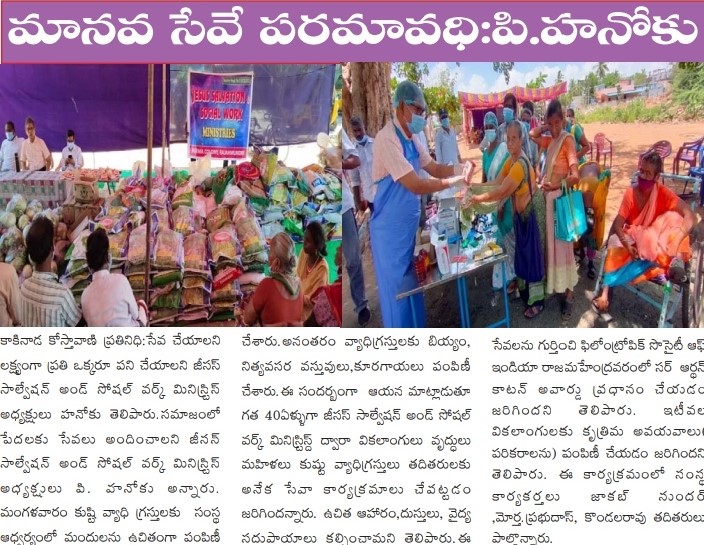 మానవ సేవే పరమావధి:పి.హనోకు
JESUS SALVATION
SOCIAL WORK
MINISTRIES
కాకినాడ కోస్తావాణి ప్రతినిధి:సేవ చేయాలని
లక్ష్యంగా ప్రతి ఒక్కరూ పని చేయాలని జీసస్
సాల్వేషన్ అండ్ సోషల్ వర్క్ మినిస్ట్రిస్
అధ్యక్షులు హనోకు తెలిపారు.సమాజంలో
పేదలకు సేవలు అందించాలని జీసస్
సాల్వేషన్ అండ్ సోషల్ వర్క్ మినిస్ట్రిస్
అధ్యక్షులు పి. హనోకు అన్నారు.
మంగళవారం కుష్టి వ్యాధి గ్రస్తులకు సంస్థ
ఆధ్వర్యంలో మందులను ఉచితంగా పంపిణీ
చేశారు.అనంతరం వ్యాధిగ్రస్తులకు బియ్యం,
నిత్యవసర వస్తువులు,కూరగాయలు పంపిణీ
చేశారు.ఈ సందర్భంగా ఆయన మాట్లాడుతూ
గత 40ఏళ్ళుగా జీసస్ సాల్వేషన్ అండ్ సోషల్
వర్క్ మినిస్ట్రిస్ ద్వారా వికలాంగులు వృద్ధులు
మహిళలు కుష్టు వ్యాధిగ్రస్తులు తదితరులకు
అనేక సేవా కార్యక్రమాలు చేవట్టడం
జరిగిందన్నారు. ఉచిత ఆహారం,దుస్తులు, వైద్య
సదుపాయాలు కల్పించామని తెలిపారు.ఈ
సేవలను గుర్తించి ఫిలోంత్రోపిక్ సొసైటీ ఆఫ్
ఇండియా రాజమహేంద్రవరంలో సర్ ఆర్థర్
కాటన్ అవార్డు ప్రధానం చేయడం
జరిగిందని తెలిపారు. ఇటీవల
వికలాంగులకు కృత్రిమ అవయవాలు(
పరికరాలను) పంపిణీ చేయడం జరిగిందని
తెలిపారు. ఈ కార్యక్రమంలో సంస్థ
కార్యకర్తలు జాకబ్ సుందర్
,మోర్త,ప్రభుదాస్, కొండలరావు తదితరులు
పాల్గొన్నారు.